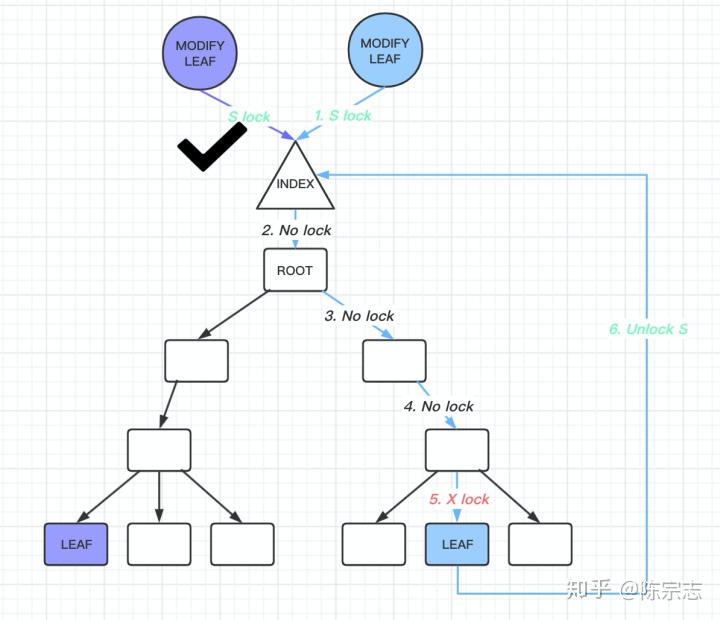 MODIFY
LEAF
MODIFY
LEAF
S lock
1. S lock
INDEX
2. No lock
ROOT
3. No lock
6. Unlock S
4. No lock
5. X lock
LEAF
LEAF
知乎 @陈宗志